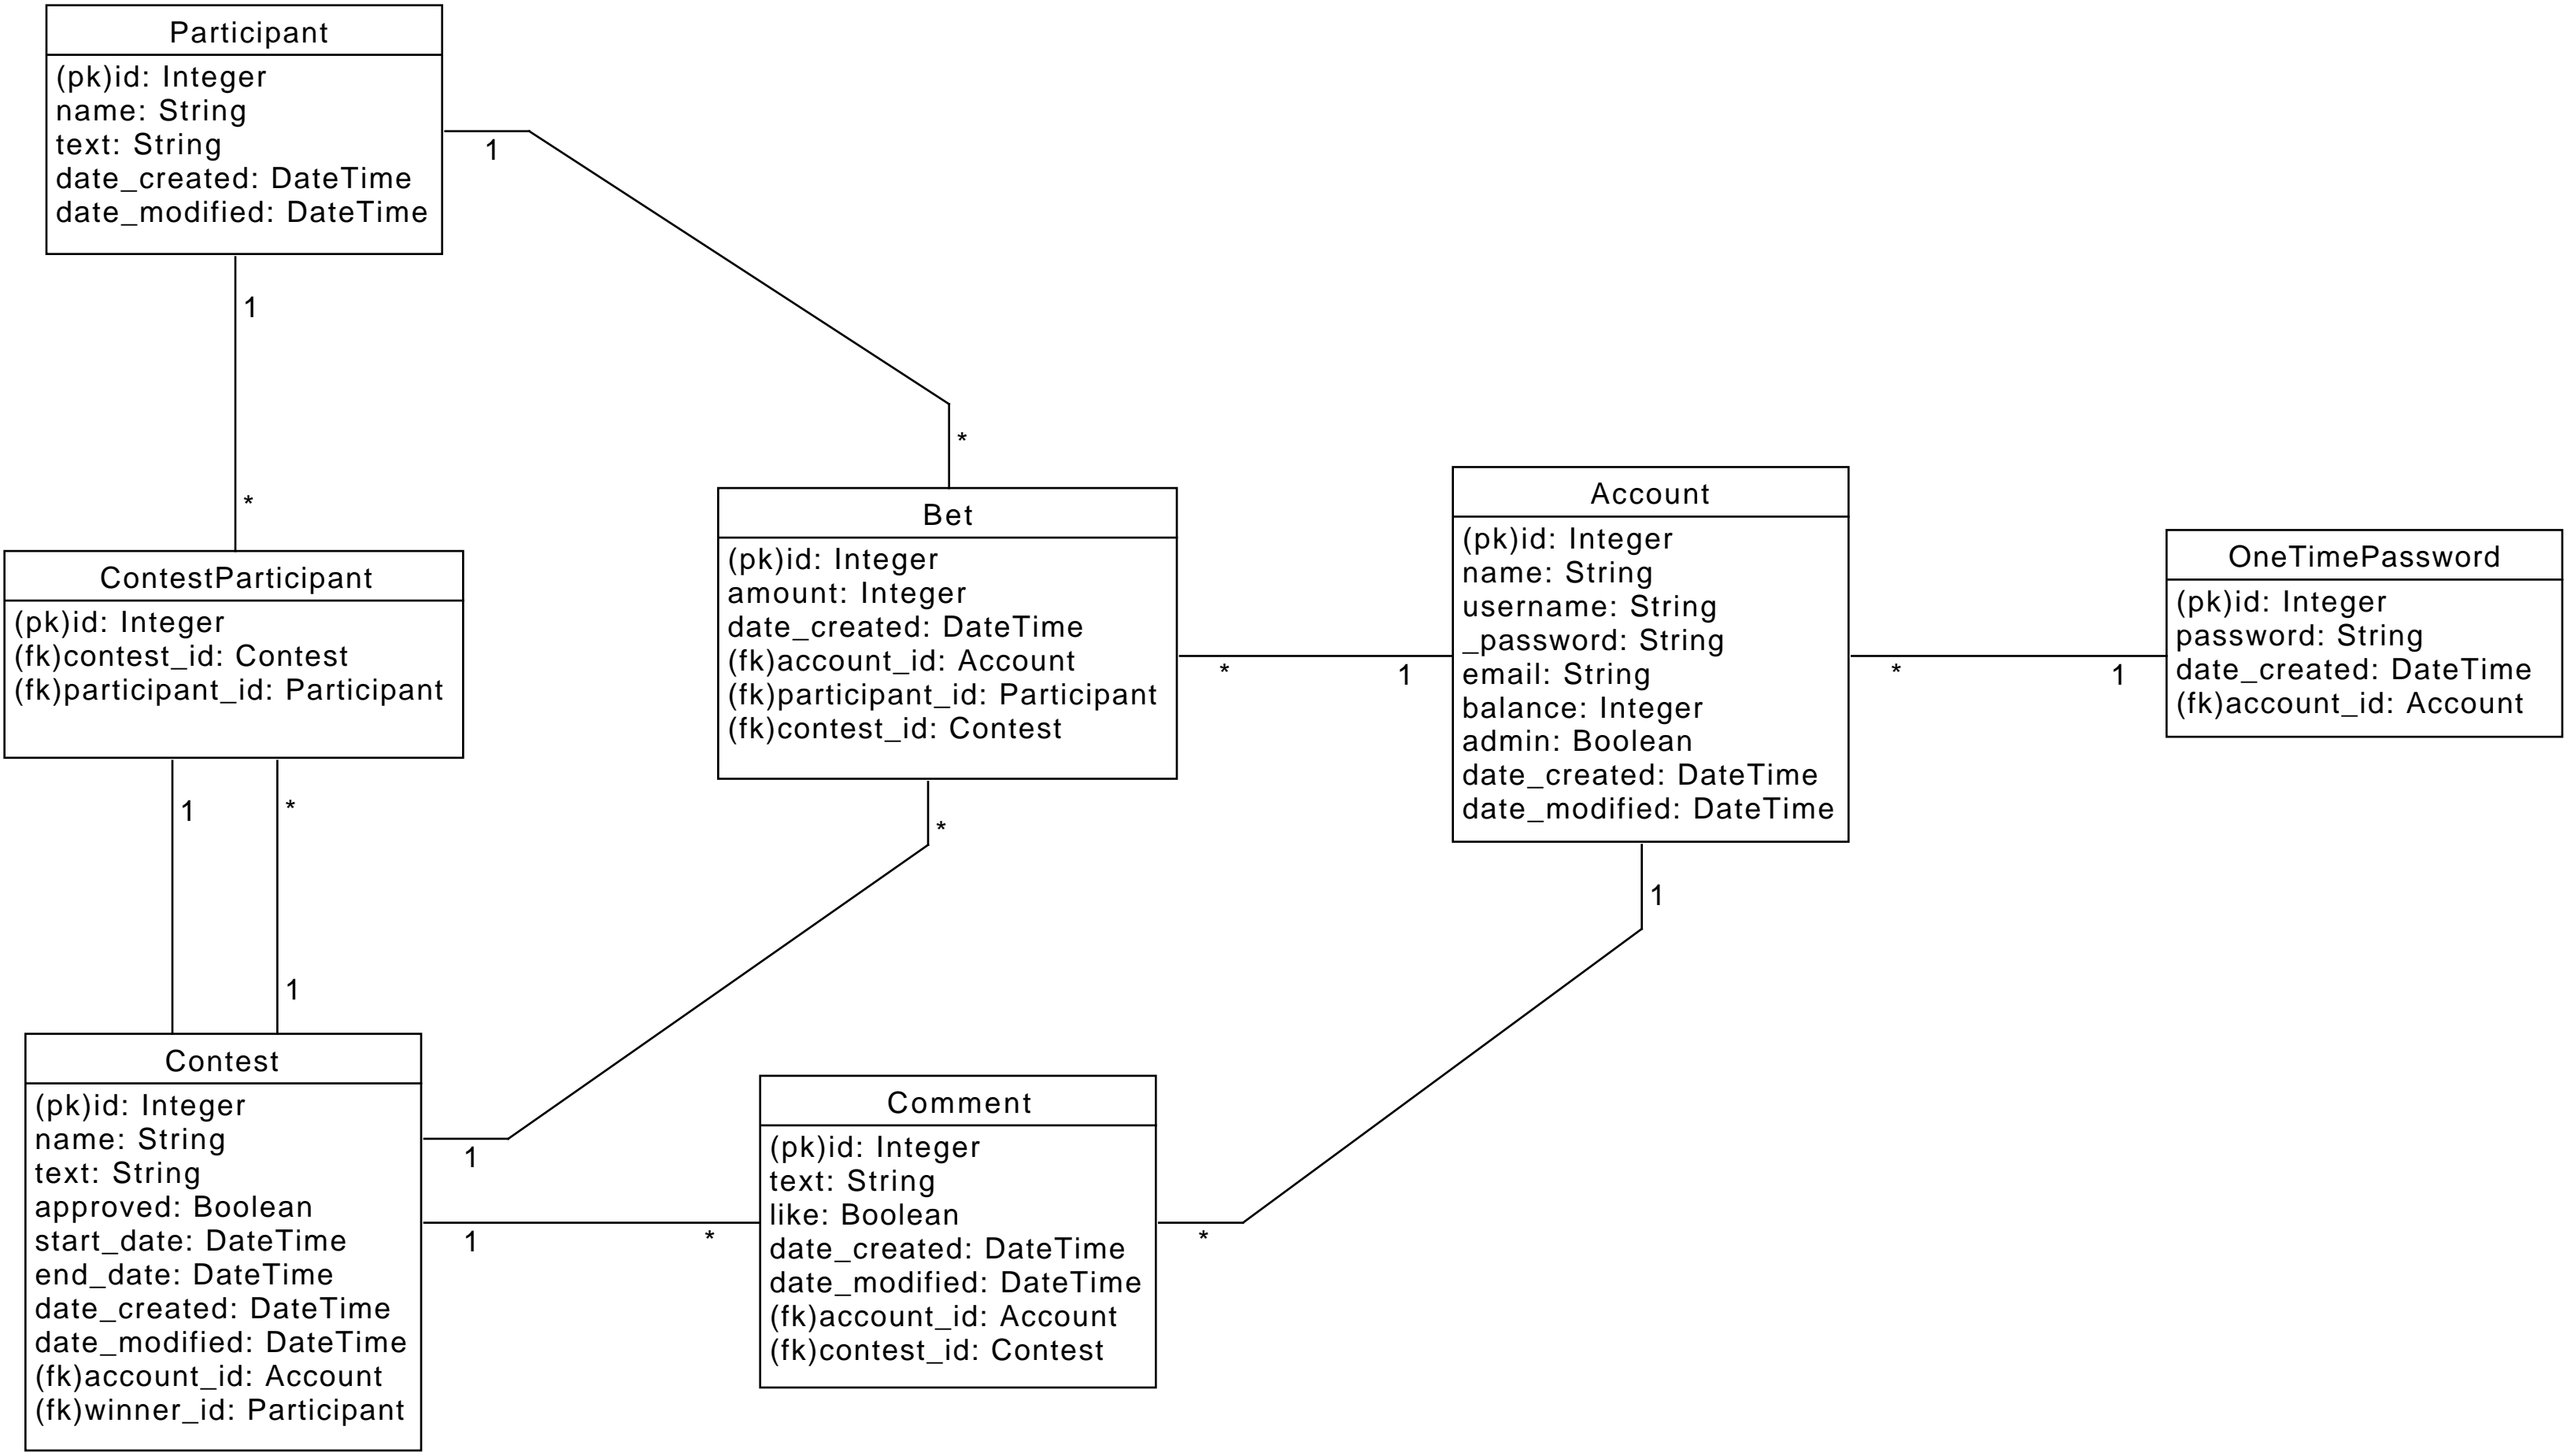 Participant
(pk)id: Integer
name: String
text: String
date_created: DateTime
date_modified: DateTime
1
1
*
*
ContestParticipant
(pk)id: Integer
(fk)contest_id: Contest
(fk)participant_id: Participant
Bet
(pk)id: Integer
amount: Integer
date_created: DateTime
(fk)account_id: Account
(fk)participant_id: Participant
(fk)contest_id: Contest
*
1
Account
(pk)id: Integer
name: String
username: String
_password: String
email: String
balance: Integer
admin: Boolean
date_created: DateTime
date_modified: DateTime
*
1
OneTimePassword
(pk)id: Integer
password: String
date_created: DateTime
(fk)account_id: Account
1
*
*
1
1
Contest
(pk)id: Integer
name: String
text: String
approved: Boolean
start_date: DateTime
end_date: DateTime
date_created: DateTime
date_modified: DateTime
(fk)account_id: Account
(fk)winner_id: Participant
1
1
*
Comment
(pk)id: Integer
text: String
like: Boolean
date_created: DateTime
date_modified: DateTime
(fk)account_id: Account
(fk)contest_id: Contest
*